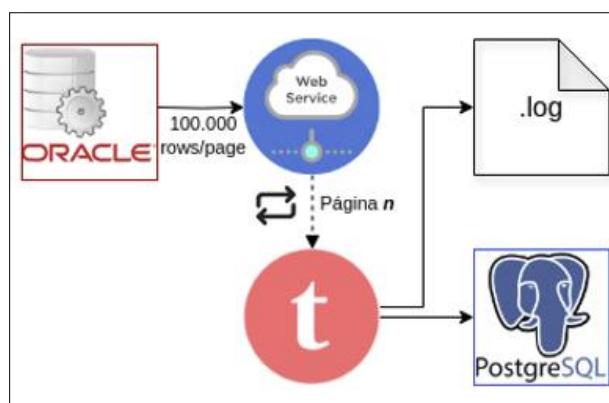 Web
Service
.log
ORACLE
100.000
rows/page
Página n
t
PostgreSQL